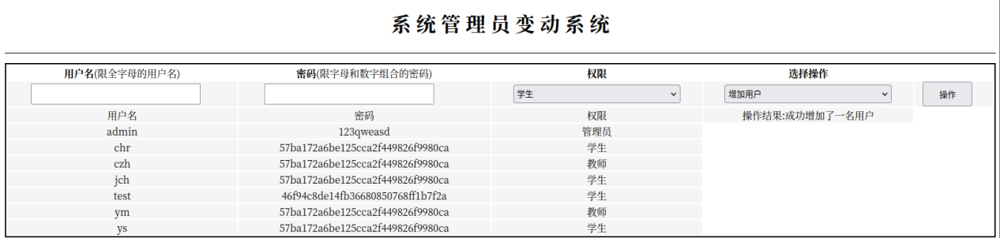 系统管理员变动系统
用户名(限全字母的用户名) 密码(限字母和数字组合的密码) 权限 选择操作
学生 增加用户 操作
用户名 密码 权限 操作结果:成功增加了一名用户
admin 123qweasd 管理员
chr 57ba172a6be125cca2f449826f9980ca 学生
czh 57ba172a6be125cca2f449826f9980ca 教师
jch 57ba172a6be125cca2f449826f9980ca 学生
test 46f94c8de14fb36680850768ff1b7f2a 学生
ym 57ba172a6be125cca2f449826f9980ca 教师
ys 57ba172a6be125cca2f449826f9980ca 学生